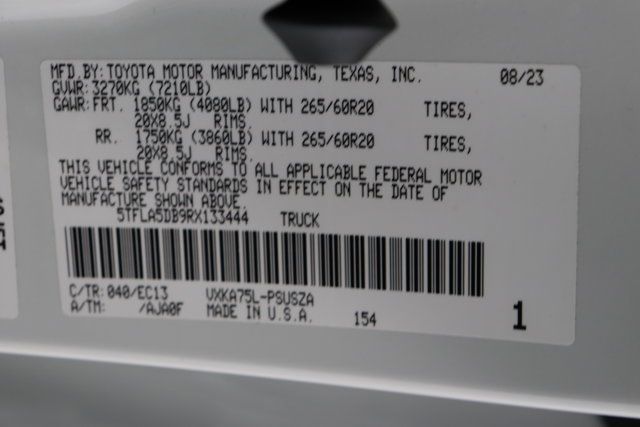 MFD.BY:TOYOTA MOTOR MANUFACTURING, TEXAS, INC. 08/23
GVWR:3270KG (7210LB)
GAWR:FRT. 1850KG (4080LB) WITH 265/60R20 TIRES,
20X8.5J RIMS.
RR. 1750KG (3860LB) WITH 265/60R20 TIRES,
20X8.5J RIMS.
THIS VEHICLE CONFORMS TO ALL APPLICABLE FEDERAL MOTOR
VEHICLE SAFETY STANDARDS IN EFFECT ON THE DATE OF
MANUFACTURE SHOWN ABOVE.
5TFLA5DB9RX133444 TRUCK
C/TR:040/EC13 VXKA75L-PSUSZA
A/TM: /AJA0F MADE IN U.S.A. 154
1